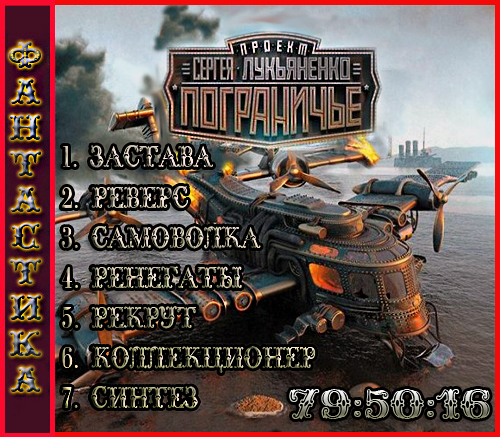 ФАНТАСТИКА
ПРОЕКТ
СЕРГЕЯ ЛУКЬЯНЕНКО
ПОГРАНИЧЬЕ
1. ЗАСТАВА
2. РЕВЕРС
3. САМОВОЛКА
4. РЕНЕГАТЫ
5. РЕКРУТ
6. КОЛЛЕКЦИОНЕР
7. СИНТЕЗ
79:50:16